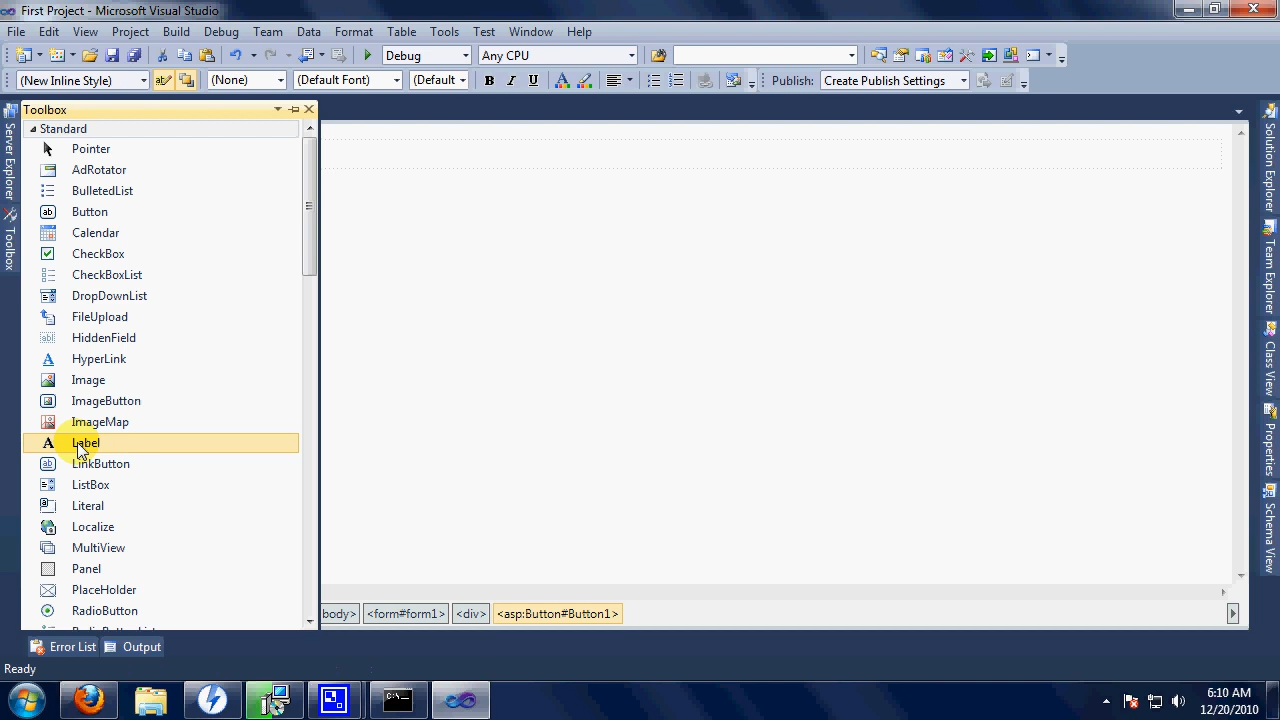 First Project - Microsoft Visual Studio
File Edit View Project Build Debug Team Data Format Table Tools Test Window Help
Debug Any CPU
(New Inline Style) (None) (Default Font) (Default B I U A Publish: Create Publish Settings
Toolbox
Standard
Pointer
AdRotator
BulletedList
Button
Calendar
CheckBox
CheckBoxList
DropDownList
FileUpload
HiddenField
HyperLink
Image
ImageButton
ImageMap
Label
LinkButton
ListBox
Literal
Localize
MultiView
Panel
PlaceHolder
RadioButton
Server Explorer
Toolbox
Solution Explorer
Team Explorer
Class View
Properties
Schema View
body> <form#form1> <div> <asp:Button#Button1>
Error List Output
Ready
6:10 AM
12/20/2010